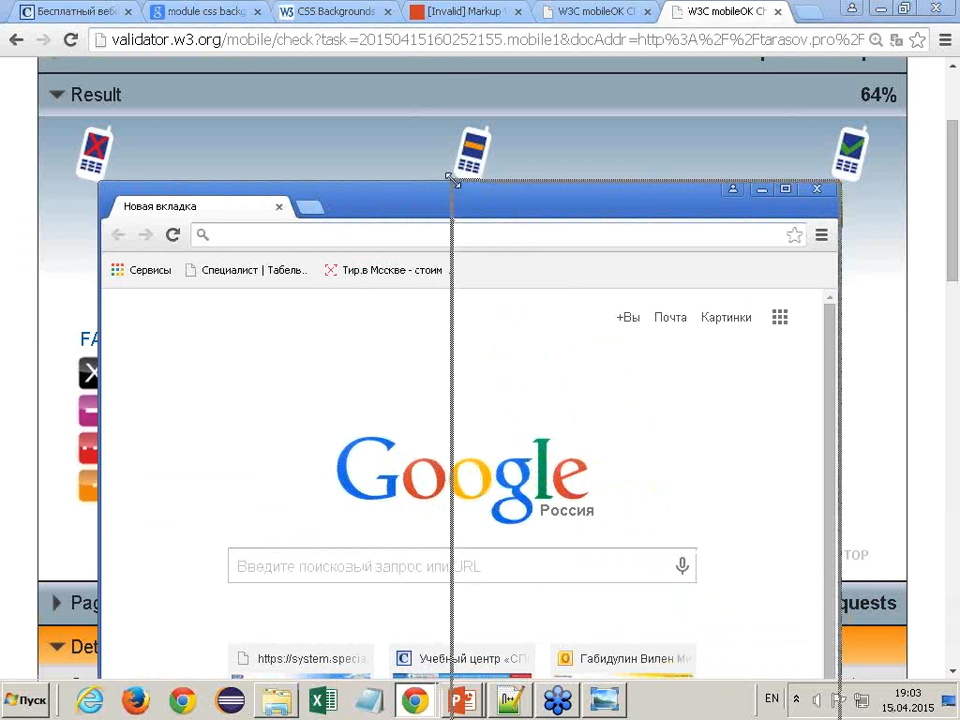 Бесплатный веб
module css backg
CSS Backgrounds
[Invalid] Markup
W3C mobileOK Ch
W3C mobileOK Ch
validator.w3.org/mobile/check?task=20150415160252155.mobile1&docAddr=http%3A%2F%2Ftarasov.pro%2F
Result 64%
Новая вкладка
Сервисы Специалист | Табель.. Тир.в Мсскве - стоим
+Вы Почта Картинки
FA
Google
Россия
Введите поисковый запрос или URL
TOP
Pag quests
https://system.specia
Учебный центр «СП
Габидулин Вилен М
Det
Пуск
EN
19:03
15.04.2015